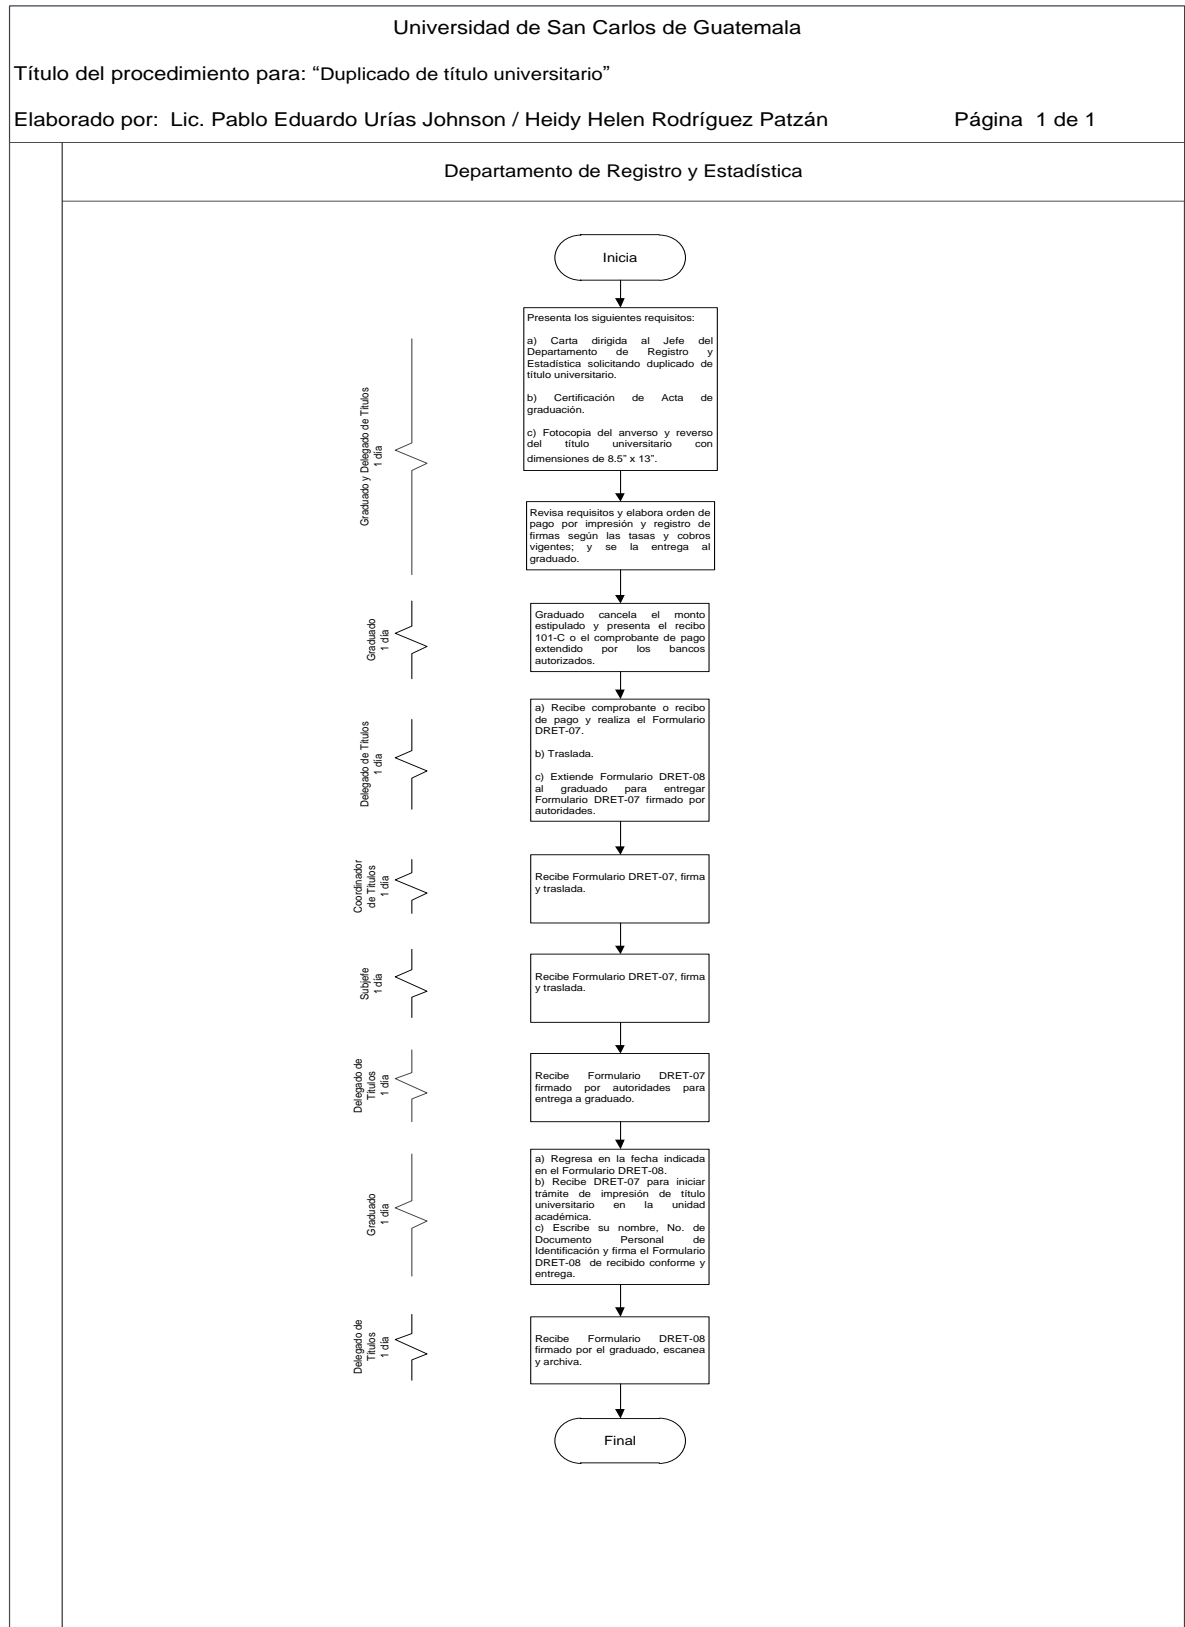 Universidad de San Carlos de Guatemala
Título del procedimiento para: “Duplicado de título universitario”
Elaborado por: Lic. Pablo Eduardo Urías Johnson / Heidy Helen Rodríguez Patzán Página 1 de 1
Departamento de Registro y Estadística
Inicia
Graduado y Delegado de Títulos
1 día
Presenta los siguientes requisitos:
a) Carta dirigida al Jefe del
Departamento de Registro y
Estadística solicitando duplicado de
título universitario.
b) Certificación de Acta de
graduación.
c) Fotocopia del anverso y reverso
del título universitario con
dimensiones de 8.5” x 13”.
Revisa requisitos y elabora orden de
pago por impresión y registro de
firmas según las tasas y cobros
vigentes; y se la entrega al
graduado.
Graduado
1 día
Graduado cancela el monto
estipulado y presenta el recibo
101-C o el comprobante de pago
extendido por los bancos
autorizados.
Delegado de Títulos
1 día
a) Recibe comprobante o recibo
de pago y realiza el Formulario
DRET-07.
b) Traslada.
c) Extiende Formulario DRET-08
al graduado para entregar
Formulario DRET-07 firmado por
autoridades.
Coordinador
de Títulos
1 día
Recibe Formulario DRET-07, firma
y traslada.
Subjefe
1 día
Recibe Formulario DRET-07, firma
y traslada.
Delegado de
Títulos
1 día
Recibe Formulario DRET-07
firmado por autoridades para
entrega a graduado.
Graduado
1 día
a) Regresa en la fecha indicada
en el Formulario DRET-08.
b) Recibe DRET-07 para iniciar
trámite de impresión de título
universitario en la unidad
académica.
c) Escribe su nombre, No. de
Documento Personal de
Identificación y firma el Formulario
DRET-08 de recibido conforme y
entrega.
Delegado de
Títulos
1 día
Recibe Formulario DRET-08
firmado por el graduado, escanea
y archiva.
Final